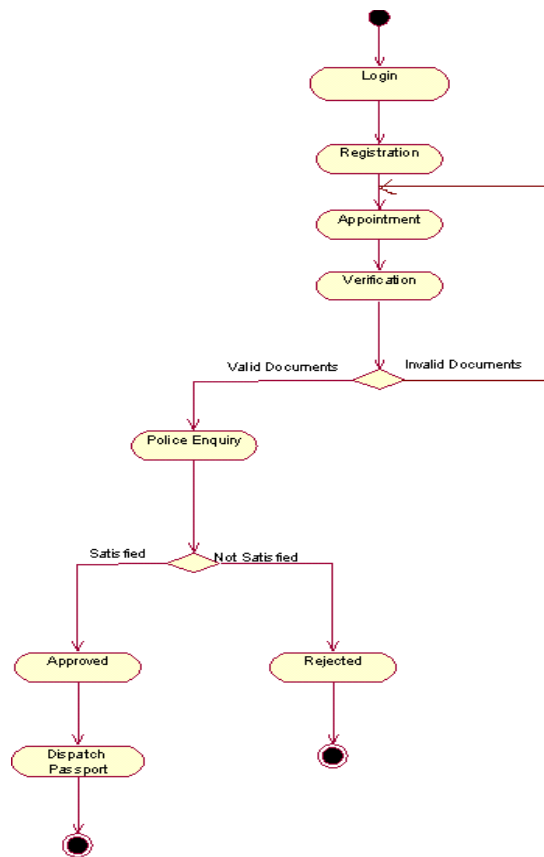 Login
Registration
Appointment
Verification
Valid Documents
Invalid Documents
Police Enquiry
Satisfied
Not Satisfied
Approved
Rejected
Dispatch
Passport